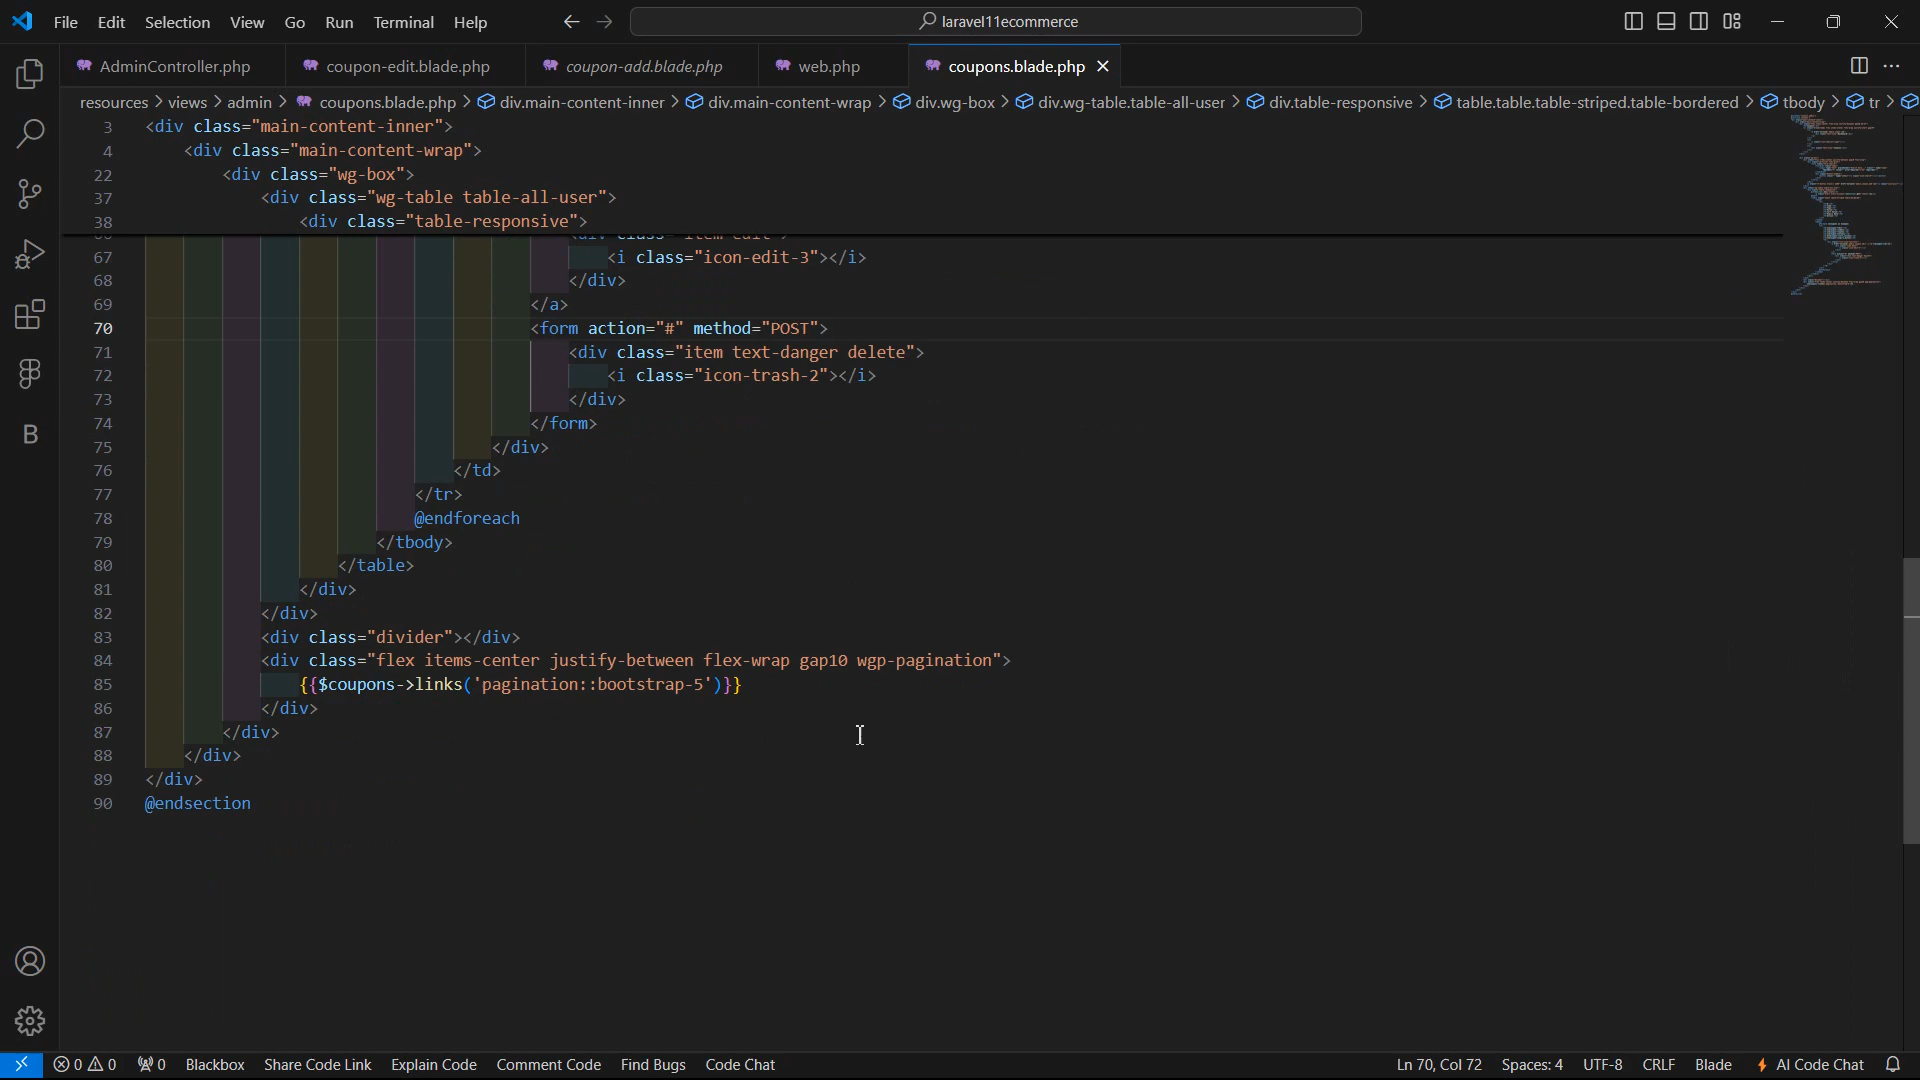 File Edit Selection View Go Run Terminal Help laravel11ecommerce
AdminController.php coupon-edit.blade.php coupon-add.blade.php web.php coupons.blade.php
resources > views > admin > coupons.blade.php > div.main-content-inner > div.main-content-wrap > div.wg-box > div.wg-table.table-all-user > div.table-responsive > table.table.table-striped.table-bordered > tbody > tr >
3 <div class="main-content-inner">
4 <div class="main-content-wrap">
22 <div class="wg-box">
37 <div class="wg-table table-all-user">
38 <div class="table-responsive">
67 <i class="icon-edit-3"></i>
68 </div>
69 </a>
70 <form action="#" method="POST">
71 <div class="item text-danger delete">
72 <i class="icon-trash-2"></i>
73 </div>
74 </form>
75 </div>
76 </td>
77 </tr>
78 @endforeach
79 </tbody>
80 </table>
81 </div>
82 </div>
83 <div class="divider"></div>
84 <div class="flex items-center justify-between flex-wrap gap10 wgp-pagination">
85 {{$coupons->links('pagination::bootstrap-5')}}
86 </div>
87 </div>
88 </div>
89 </div>
90 @endsection
B
0 0 0 Blackbox Share Code Link Explain Code Comment Code Find Bugs Code Chat Ln 70, Col 72 Spaces: 4 UTF-8 CRLF Blade AI Code Chat